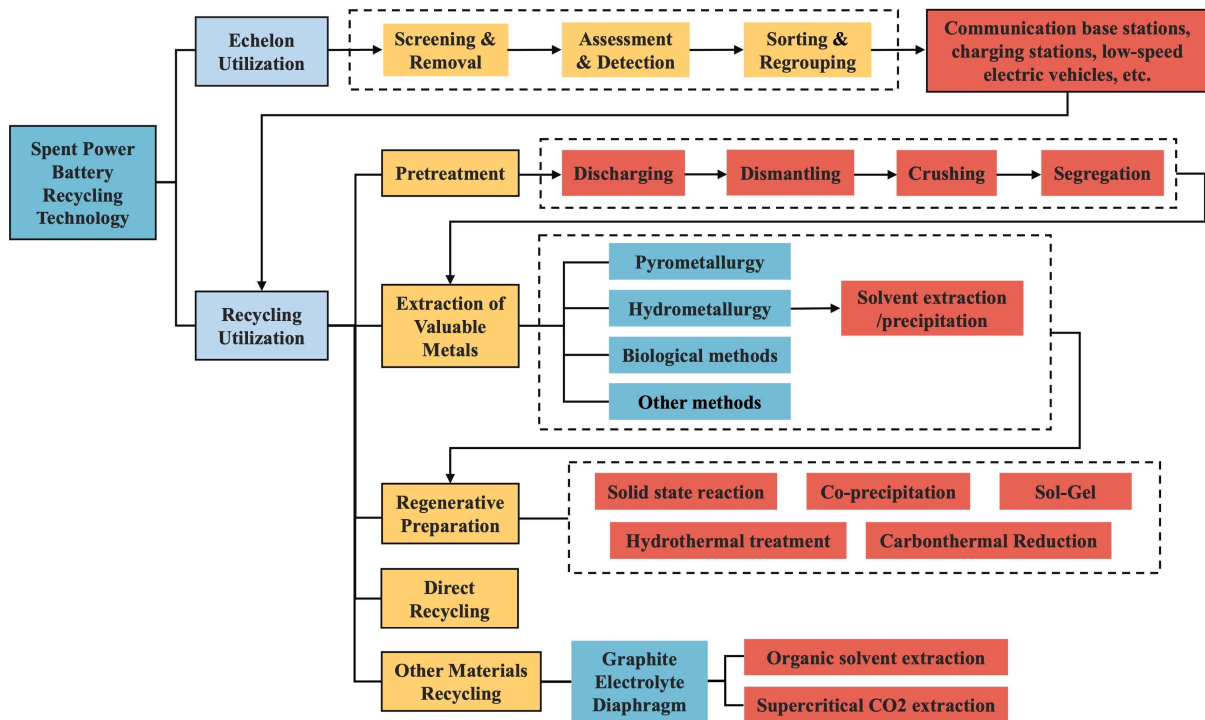 Spent Power
Battery
Recycling
Technology
Echelon
Utilization
Screening &
Removal
Assessment
& Detection
Sorting &
Regrouping
Communication base stations,
charging stations, low-speed
electric vehicles, etc.
Recycling
Utilization
Pretreatment
Discharging
Dismantling
Crushing
Segregation
Extraction of
Valuable
Metals
Pyrometallurgy
Hydrometallurgy
Biological methods
Other methods
Solvent extraction
/precipitation
Regenerative
Preparation
Solid state reaction
Co-precipitation
Sol-Gel
Hydrothermal treatment
Carbonthermal Reduction
Direct
Recycling
Other Materials
Recycling
Graphite
Electrolyte
Diaphragm
Organic solvent extraction
Supercritical CO2 extraction